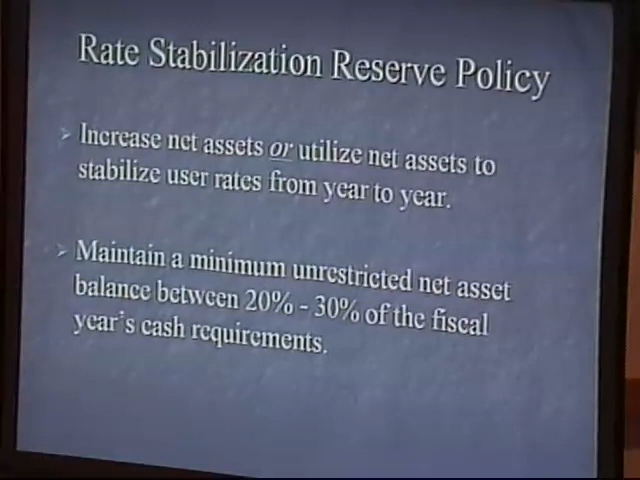 Rate Stabilization Reserve Policy
Increase net assets or utilize net assets to
stabilize user rates from year to year.
Maintain a minimum unrestricted net asset
balance between 20% - 30% of the fiscal
year's cash requirements.